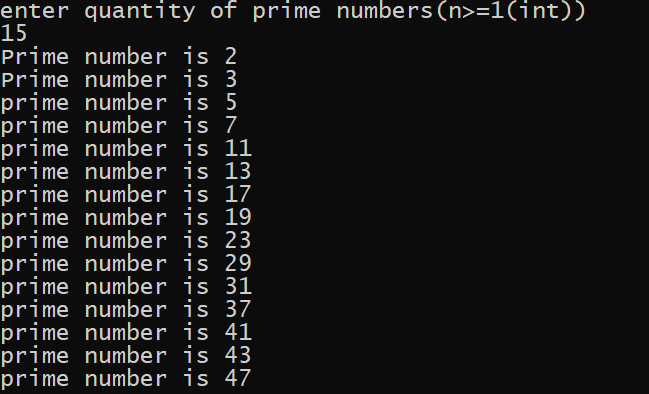 enter quantity of prime numbers(n>=1(int))
15
Prime number is 2
Prime number is 3
prime number is 5
prime number is 7
prime number is 11
prime number is 13
prime number is 17
prime number is 19
prime number is 23
prime number is 29
prime number is 31
prime number is 37
prime number is 41
prime number is 43
prime number is 47